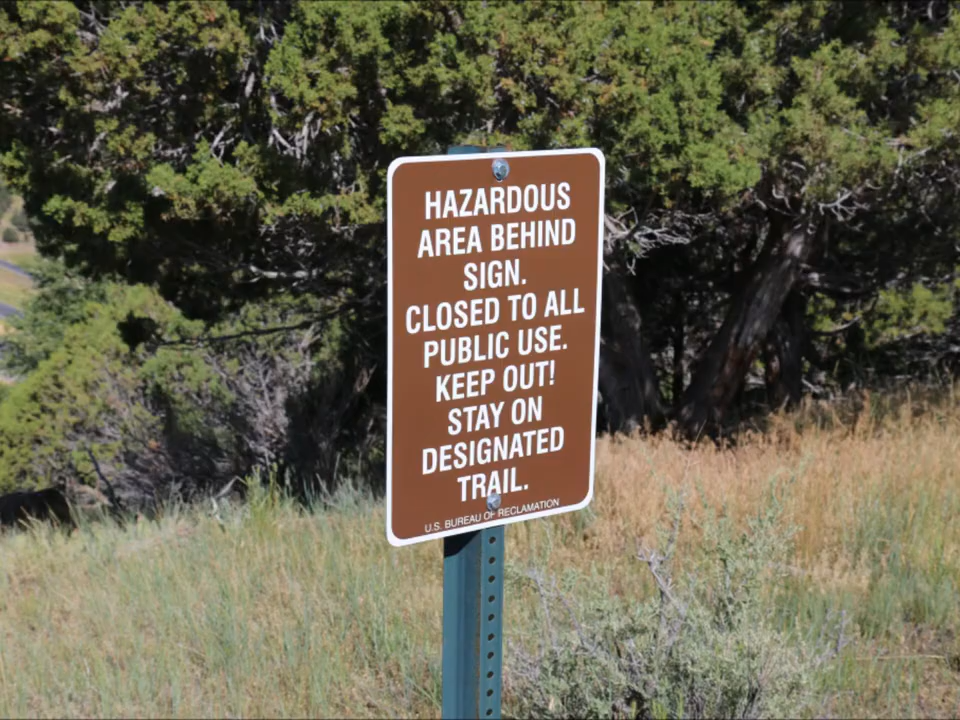 HAZARDOUS
AREA BEHIND
SIGN.
CLOSED TO ALL
PUBLIC USE.
KEEP OUT!
STAY ON
DESIGNATED
TRAIL.
U.S. BUREAU OF RECLAMATION